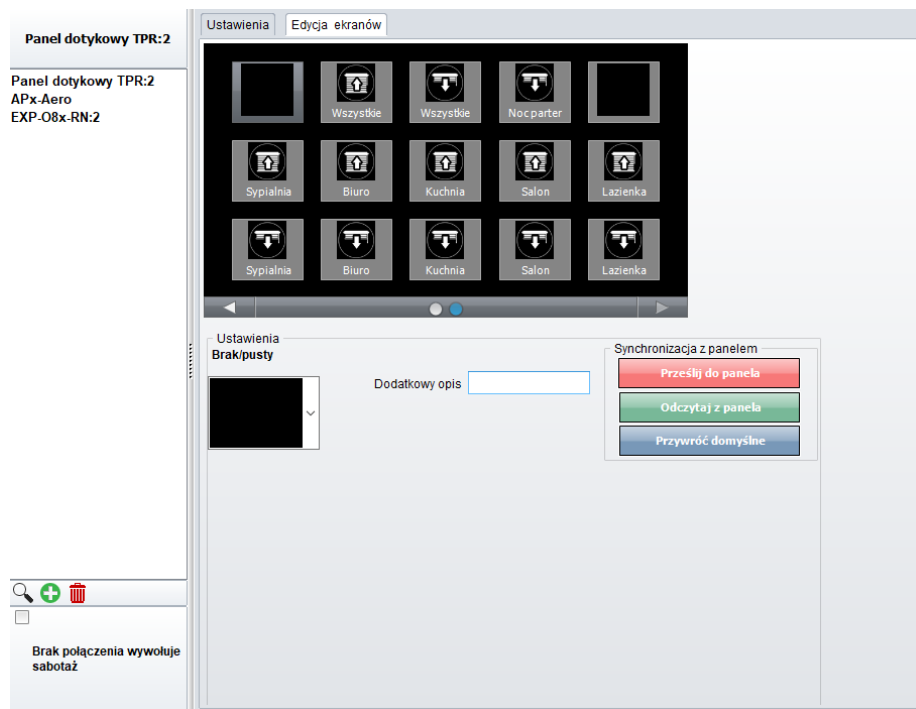 Panel dotykowy TPR:2
Panel dotykowy TPR:2
APx-Aero
EXP-O8x-RN:2
Brak połączenia wywołuje
sabotaż
Ustawienia Edycja ekranów
Wszystkie Wszystkie Noc parter
Sypialnia Biuro Kuchnia Salon Lazienka
Sypialnia Biuro Kuchnia Salon Lazienka
Ustawienia
Brak/pusty
Dodatkowy opis
Synchronizacja z panelem
Prześlij do panela
Odczytaj z panela
Przywróć domyślne